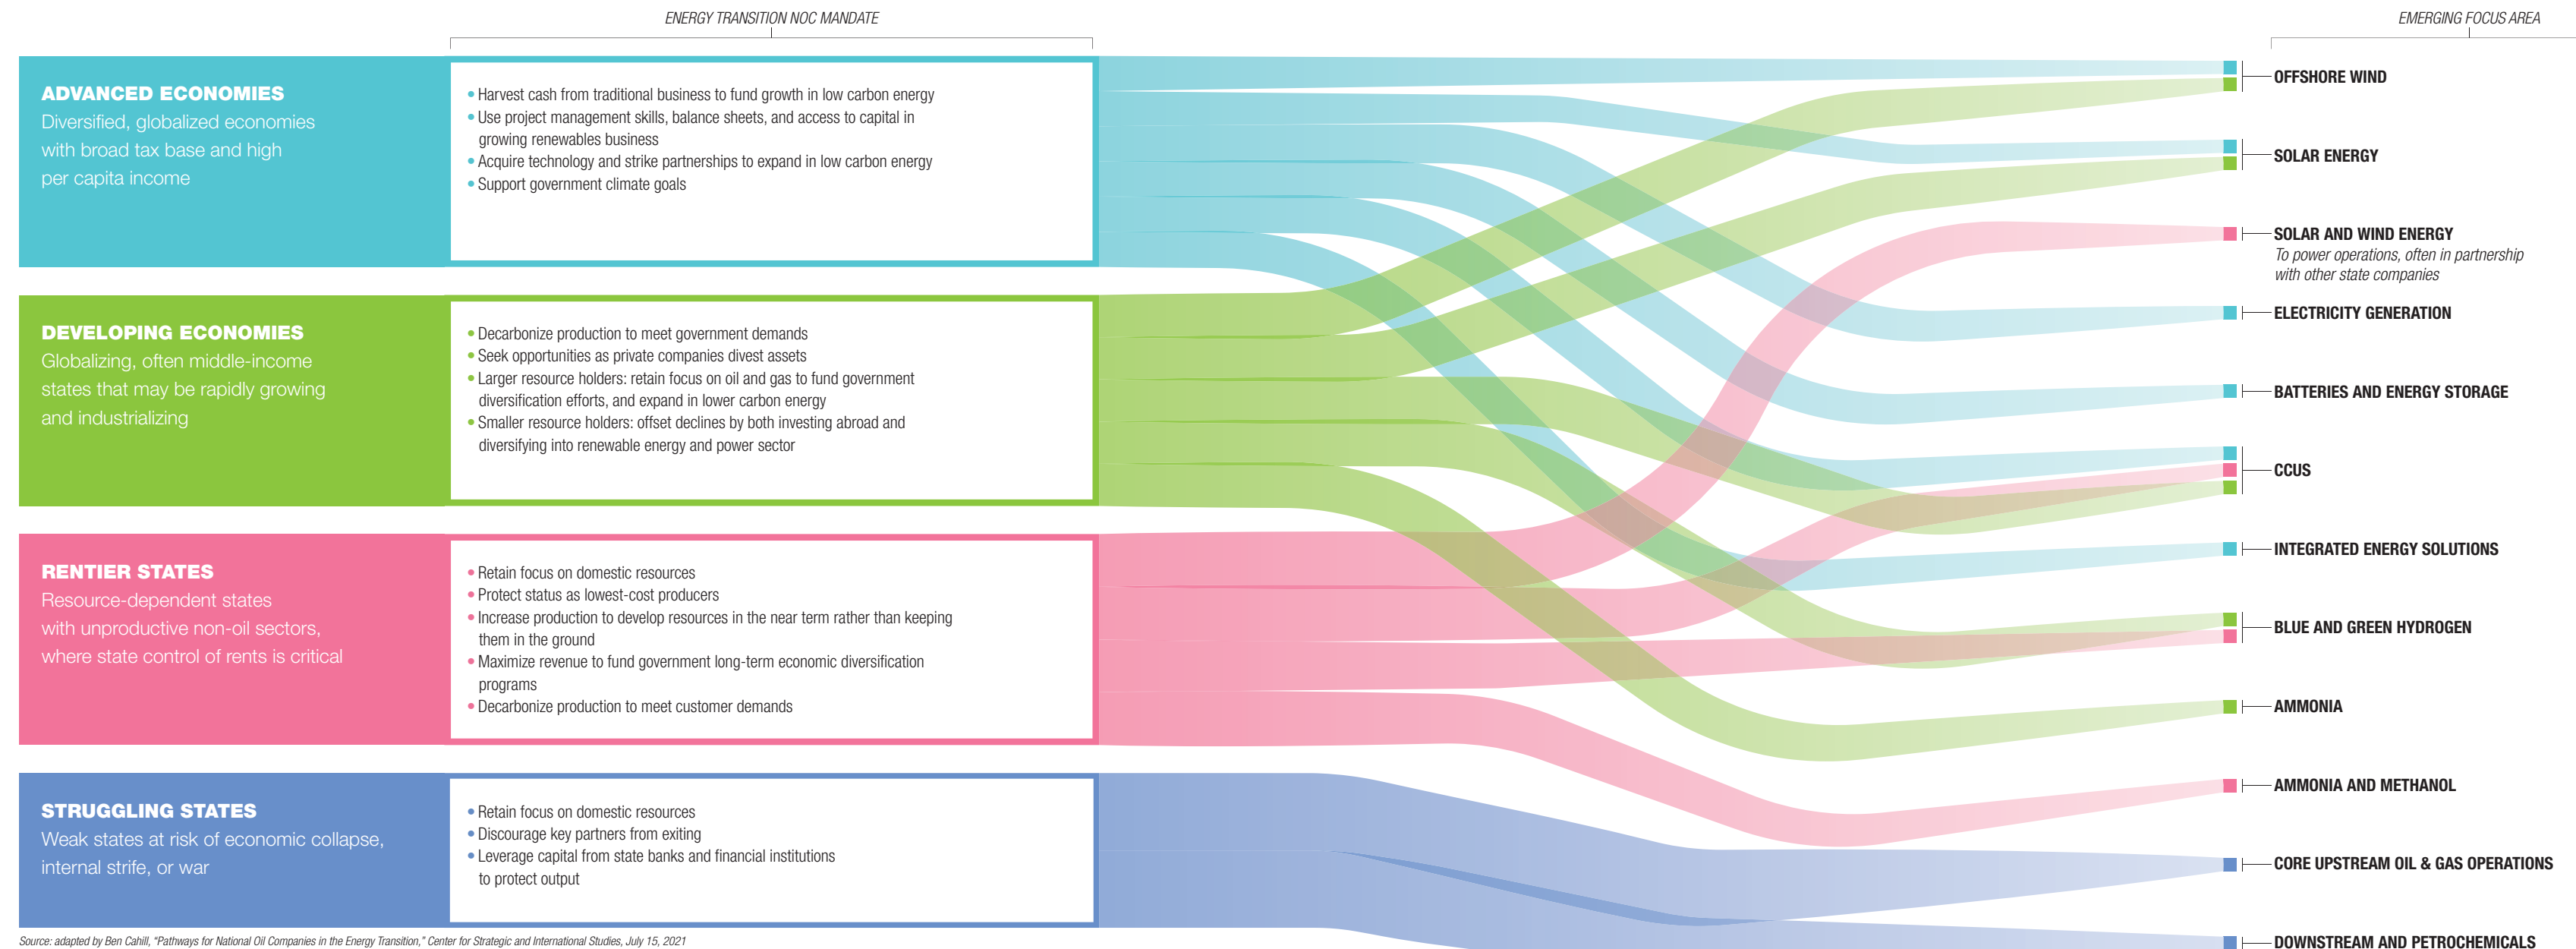 ENERGY TRANSITION NOC MANDATE
EMERGING FOCUS AREA
ADVANCED ECONOMIES
Diversified, globalized economies
with broad tax base and high
per capita income
• Harvest cash from traditional business to fund growth in low carbon energy
• Use project management skills, balance sheets, and access to capital in
growing renewables business
• Acquire technology and strike partnerships to expand in low carbon energy
• Support government climate goals
DEVELOPING ECONOMIES
Globalizing, often middle-income
states that may be rapidly growing
and industrializing
• Decarbonize production to meet government demands
• Seek opportunities as private companies divest assets
• Larger resource holders: retain focus on oil and gas to fund government
diversification efforts, and expand in lower carbon energy
• Smaller resource holders: offset declines by both investing abroad and
diversifying into renewable energy and power sector
RENTIER STATES
Resource-dependent states
with unproductive non-oil sectors,
where state control of rents is critical
• Retain focus on domestic resources
• Protect status as lowest-cost producers
• Increase production to develop resources in the near term rather than keeping
them in the ground
• Maximize revenue to fund government long-term economic diversification
programs
• Decarbonize production to meet customer demands
STRUGGLING STATES
Weak states at risk of economic collapse,
internal strife, or war
• Retain focus on domestic resources
• Discourage key partners from exiting
• Leverage capital from state banks and financial institutions
to protect output
OFFSHORE WIND
SOLAR ENERGY
SOLAR AND WIND ENERGY
To power operations, often in partnership
with other state companies
ELECTRICITY GENERATION
BATTERIES AND ENERGY STORAGE
CCUS
INTEGRATED ENERGY SOLUTIONS
BLUE AND GREEN HYDROGEN
AMMONIA
AMMONIA AND METHANOL
CORE UPSTREAM OIL & GAS OPERATIONS
DOWNSTREAM AND PETROCHEMICALS
Source: adapted by Ben Cahill, “Pathways for National Oil Companies in the Energy Transition,” Center for Strategic and International Studies, July 15, 2021